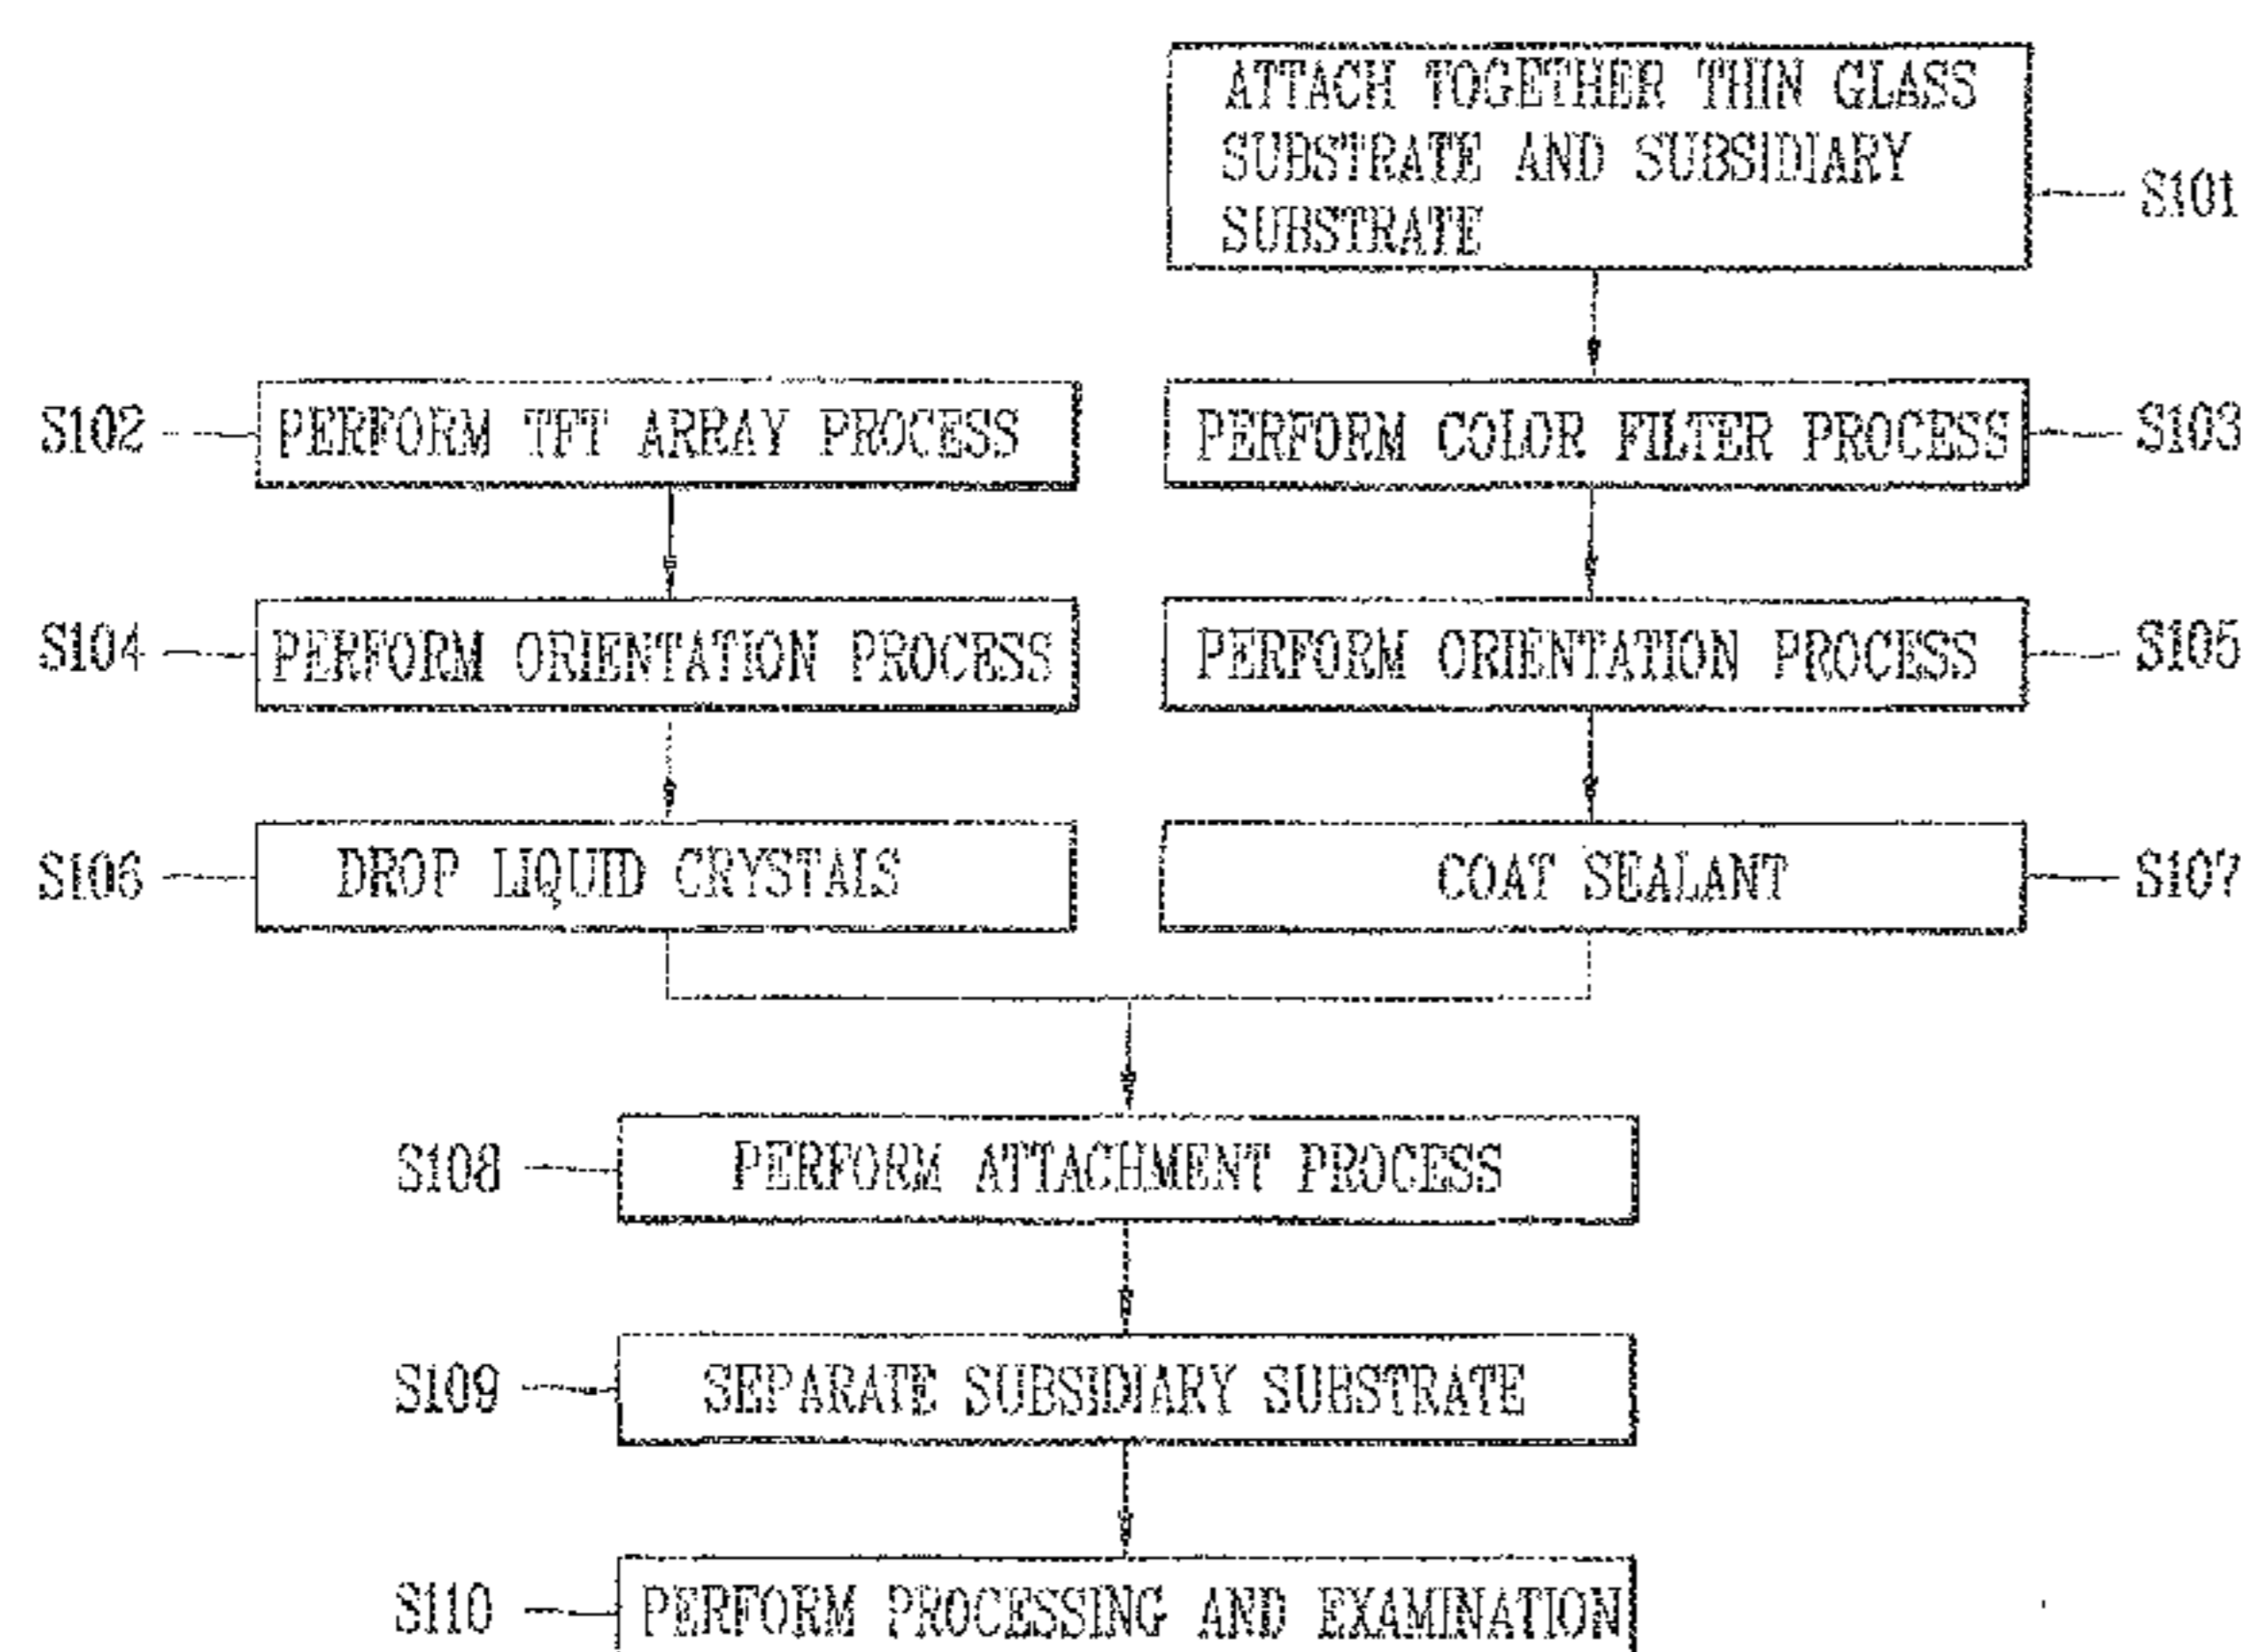 ATTACH TOGETHER THIN GLASS
SUBSTRATE AND SUBSIDIARY
SUBSTRATE
S101
S102
PERFORM TFT ARRAY PROCESS
PERFORM COLOR FILTER PROCESS
S103
S104
PERFORM ORIENTATION PROCESS
PERFORM ORIENTATION PROCESS
S105
S106
DROP LIQUID CRYSTALS
COAT SEALANT
S107
S108
PERFORM ATTACHMENT PROCESS
S109
SEPARATE SUBSIDIARY SUBSTRATE
S110
PERFORM PROCESSING AND EXAMINATION